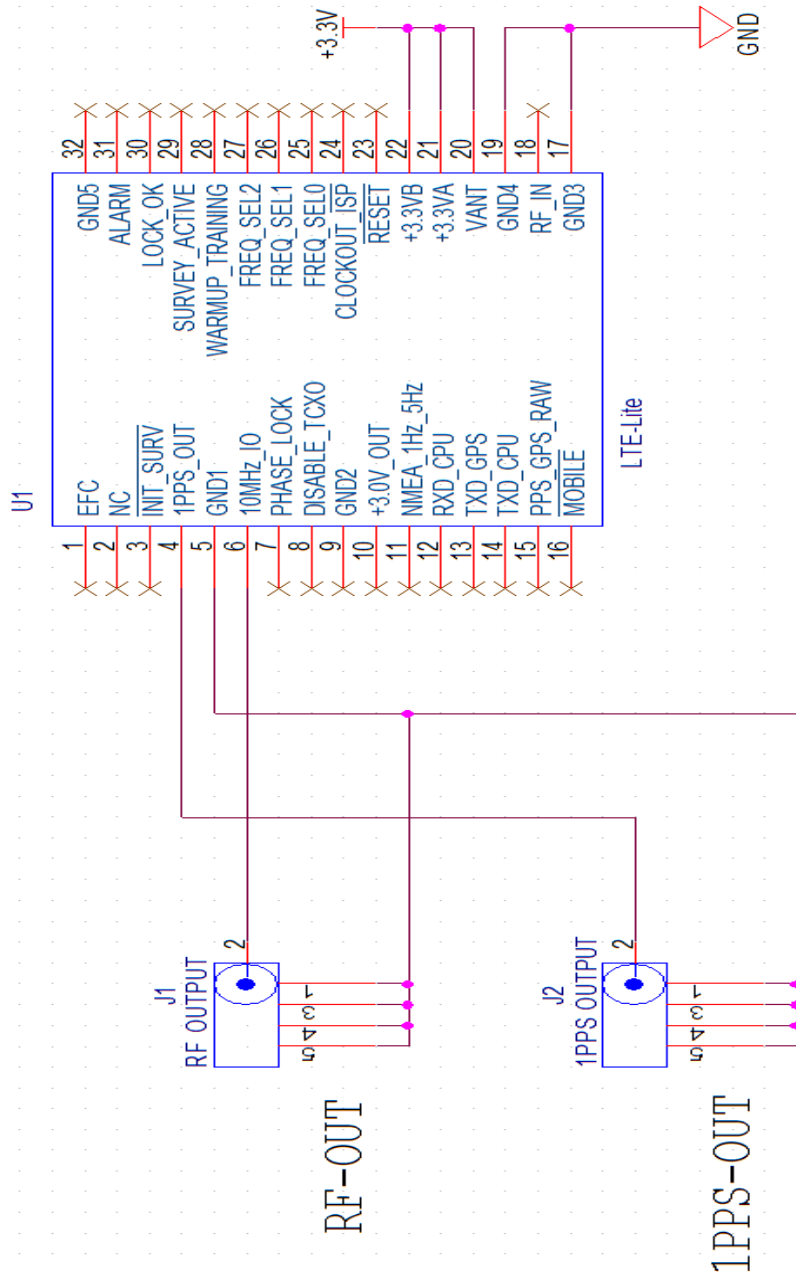 U1
1 EFC
2 NC
3 INIT_SURV
4 1PPS_OUT
5 GND1
6 10MHz_IO
7 PHASE_LOCK
8 DISABLE_TCXO
9 GND2
10 +3.0V_OUT
11 NMEA_1Hz_5Hz
12 RXD_CPU
13 TXD_GPS
14 TXD_CPU
15 PPS_GPS_RAW
16 MOBILE
GND5 32
ALARM 31
LOCK_OK 30
SURVEY_ACTIVE 29
WARMUP_TRAINING 28
FREQ_SEL2 27
FREQ_SEL1 26
FREQ_SEL0 25
CLOCKOUT_ISP 24
RESET 23
+3.3VB 22
+3.3VA 21
VANT 20
GND4 19
RF_IN 18
GND3 17
LTE-Lite
+3.3V
GND
J1
RF OUTPUT
2
5 4 3 1
RF-OUT
J2
1PPS OUTPUT
2
5 4 3 1
1PPS-OUT